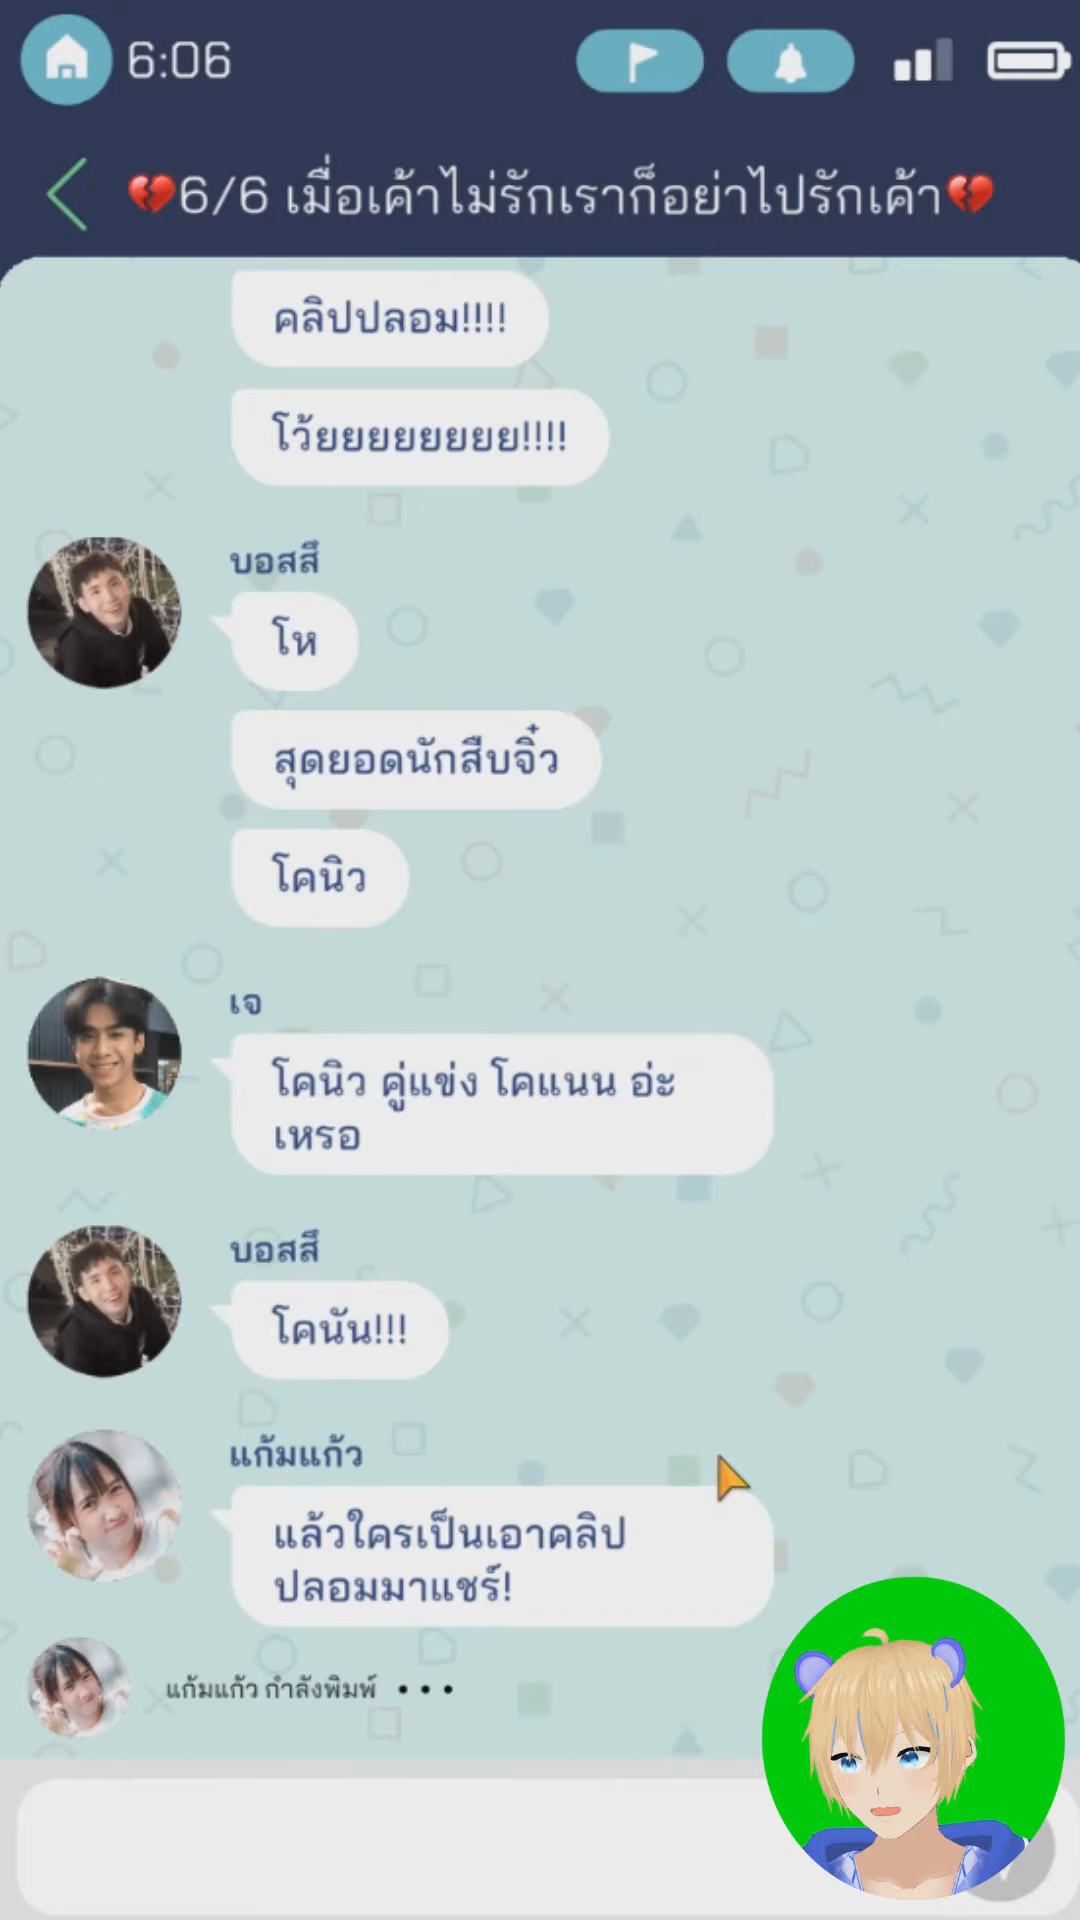 6:06
💔6/6 เมื่อเค้าไม่รักเราก็อย่าไปรักเค้า💔
คลิปปลอม!!!!
โว้ยยยยยยยย!!!!
บอสสึ
โห
สุดยอดนักสืบจิ๋ว
โคนิว
เจ
โคนิว คู่แข่ง โคแนน อ่ะ
เหรอ
บอสสึ
โคนัน!!!
แก้มแก้ว
แล้วใครเป็นเอาคลิป
ปลอมมาแชร์!
แก้มแก้ว กำลังพิมพ์ • • •